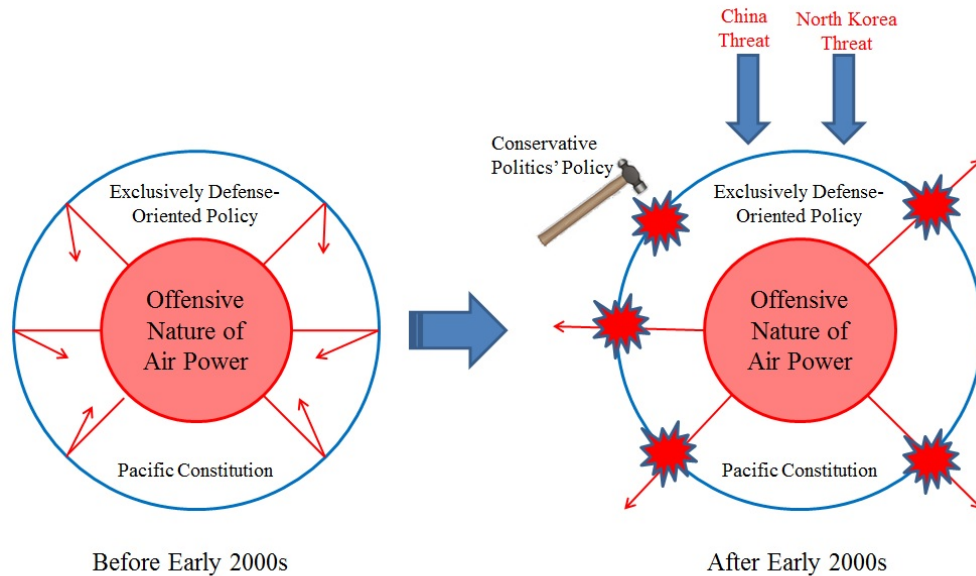 China
Threat
North Korea
Threat
Conservative
Politics' Policy
Exclusively Defense-
Oriented Policy
Offensive
Nature of
Air Power
Pacific Constitution
Before Early 2000s
Exclusively Defense-
Oriented Policy
Offensive
Nature of
Air Power
Pacific Constitution
After Early 2000s